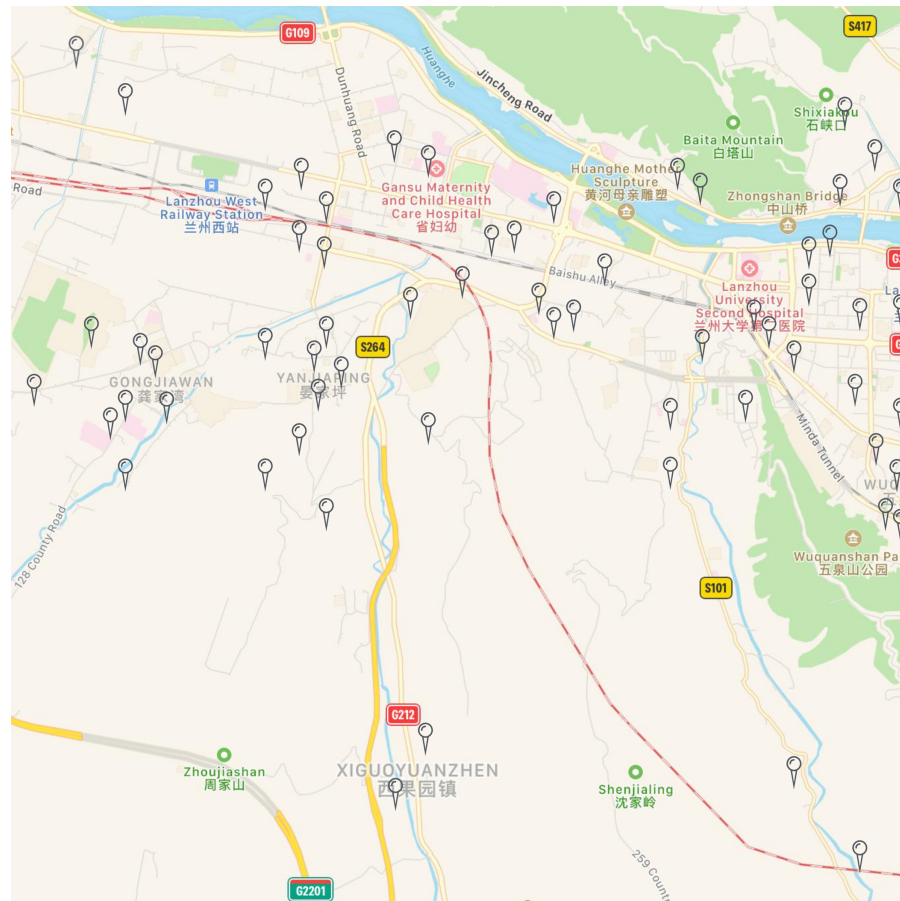 G109
S417
Huanghe
Jincheng Road
Dunhuang Road
Shixiakou
石峡口
Baita Mountain
白塔山
Road
Lanzhou West
Railway Station
兰州西站
Gansu Maternity
and Child Health
Care Hospital
省妇幼
Huanghe Mother
Sculpture
黄河母亲雕塑
Zhongshan Bridge
中山桥
Baishu Alley
Lanzhou
University
Second Hospital
兰州大学第二医院
S264
GONGJIAWAN
龚家湾
YANJIAPING
晏家坪
Minda Tunnel
128 County Road
Wuquanshan Pa
五泉山公园
S101
G212
XIGUOYUANZHEN
西果园镇
Zhoujiashan
周家山
Shenjialing
沈家岭
259 Count
G2201